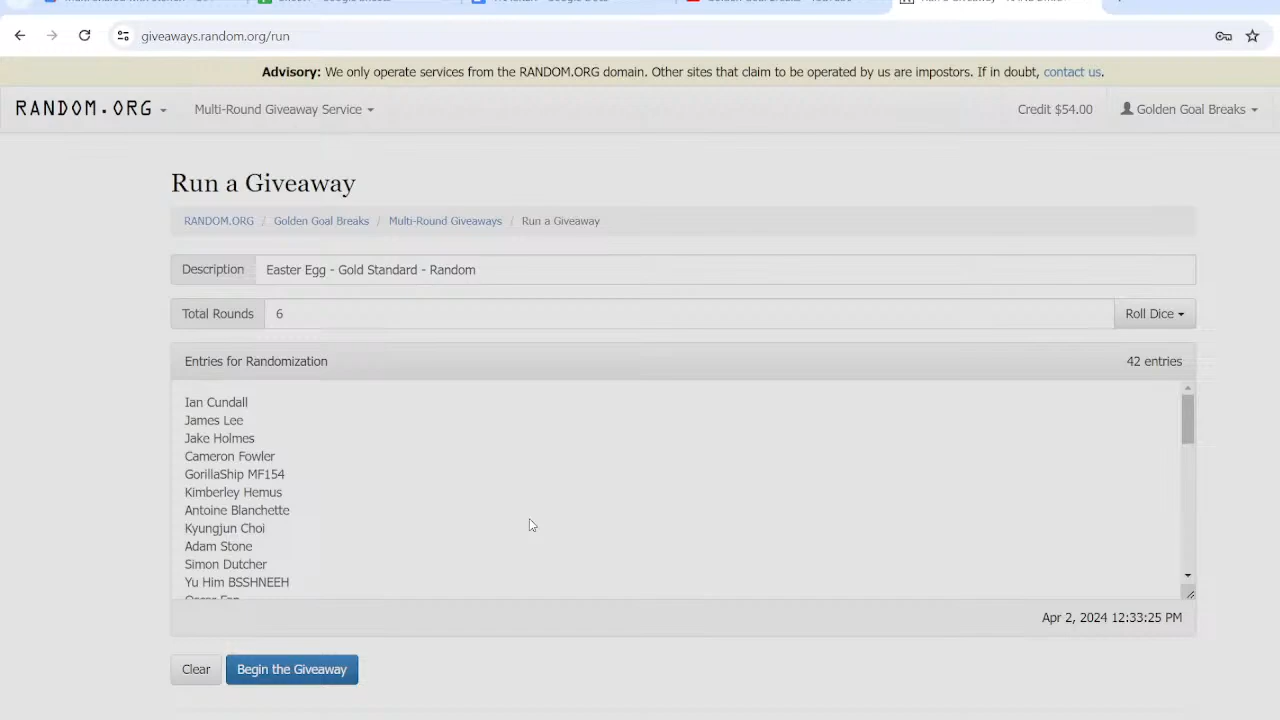 giveaways.random.org/run
Advisory: We only operate services from the RANDOM.ORG domain. Other sites that claim to be operated by us are impostors. If in doubt, contact us.
RANDOM.ORG
Multi-Round Giveaway Service
Credit $54.00
Golden Goal Breaks
Run a Giveaway
RANDOM.ORG / Golden Goal Breaks / Multi-Round Giveaways / Run a Giveaway
Description Easter Egg - Gold Standard - Random
Total Rounds 6 Roll Dice
Entries for Randomization 42 entries
Ian Cundall
James Lee
Jake Holmes
Cameron Fowler
GorillaShip MF154
Kimberley Hemus
Antoine Blanchette
Kyungjun Choi
Adam Stone
Simon Dutcher
Yu Him BSSHNEEH
Apr 2, 2024 12:33:25 PM
Clear Begin the Giveaway